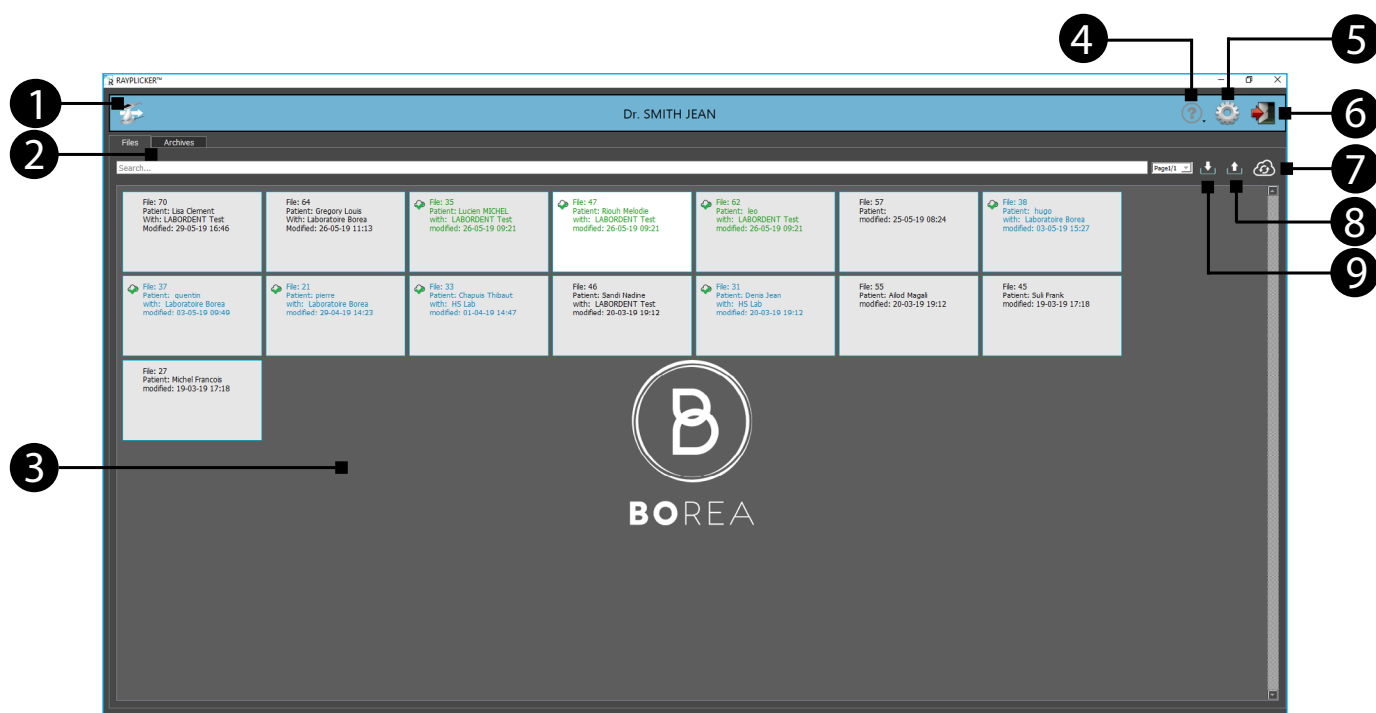 4
5
1
RAYPLICKER™
Dr. SMITH JEAN
6
2
Files
Archives
Search...
Page1/1
7
8
9
File: 70
Patient: Lisa Clement
With: LABORDENT Test
Modified: 29-05-19 16:46
File: 64
Patient: Gregory Louis
With: Laboratoire Borea
Modified: 26-05-19 11:13
File: 35
Patient: Lucien MICHEL
with: LABORDENT Test
modified: 26-05-19 09:21
File: 47
Patient: Riouh Melodie
with: LABORDENT Test
modified: 26-05-19 09:21
File: 62
Patient: leo
with: LABORDENT Test
modified: 26-05-19 09:21
File: 57
Patient:
modified: 25-05-19 08:24
File: 38
Patient: hugo
with: Laboratoire Borea
modified: 03-05-19 15:27
File: 37
Patient: quentin
with: Laboratoire Borea
modified: 03-05-19 09:49
File: 21
Patient: pierre
with: Laboratoire Borea
modified: 29-04-19 14:23
File: 33
Patient: Chapuis Thibaut
with: HS Lab
modified: 01-04-19 14:47
File: 46
Patient: Sandi Nadine
with: LABORDENT Test
modified: 20-03-19 19:12
File: 31
Patient: Denis Jean
with: HS Lab
modified: 20-03-19 19:12
File: 55
Patient: Ailod Magali
modified: 20-03-19 19:12
File: 45
Patient: Suli Frank
modified: 19-03-19 17:18
File: 27
Patient: Michel Francois
modified: 19-03-19 17:18
3
BOREA